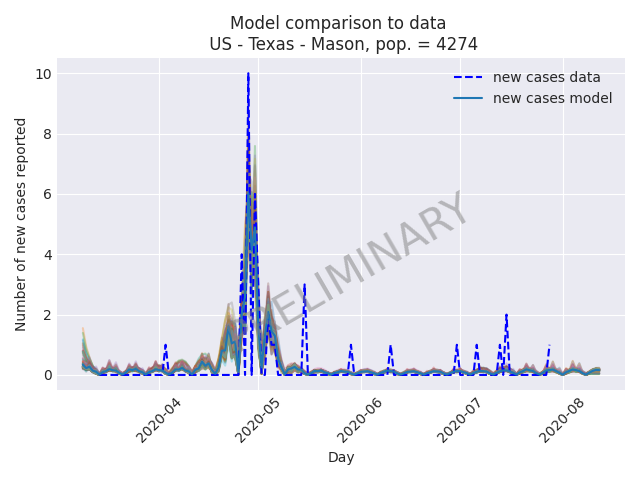 Model comparison to data
US - Texas - Mason, pop. = 4274
new cases data
new cases model
Number of new cases reported
10
8
6
4
2
0
PRELIMINARY
2020-04
2020-05
2020-06
2020-07
2020-08
Day